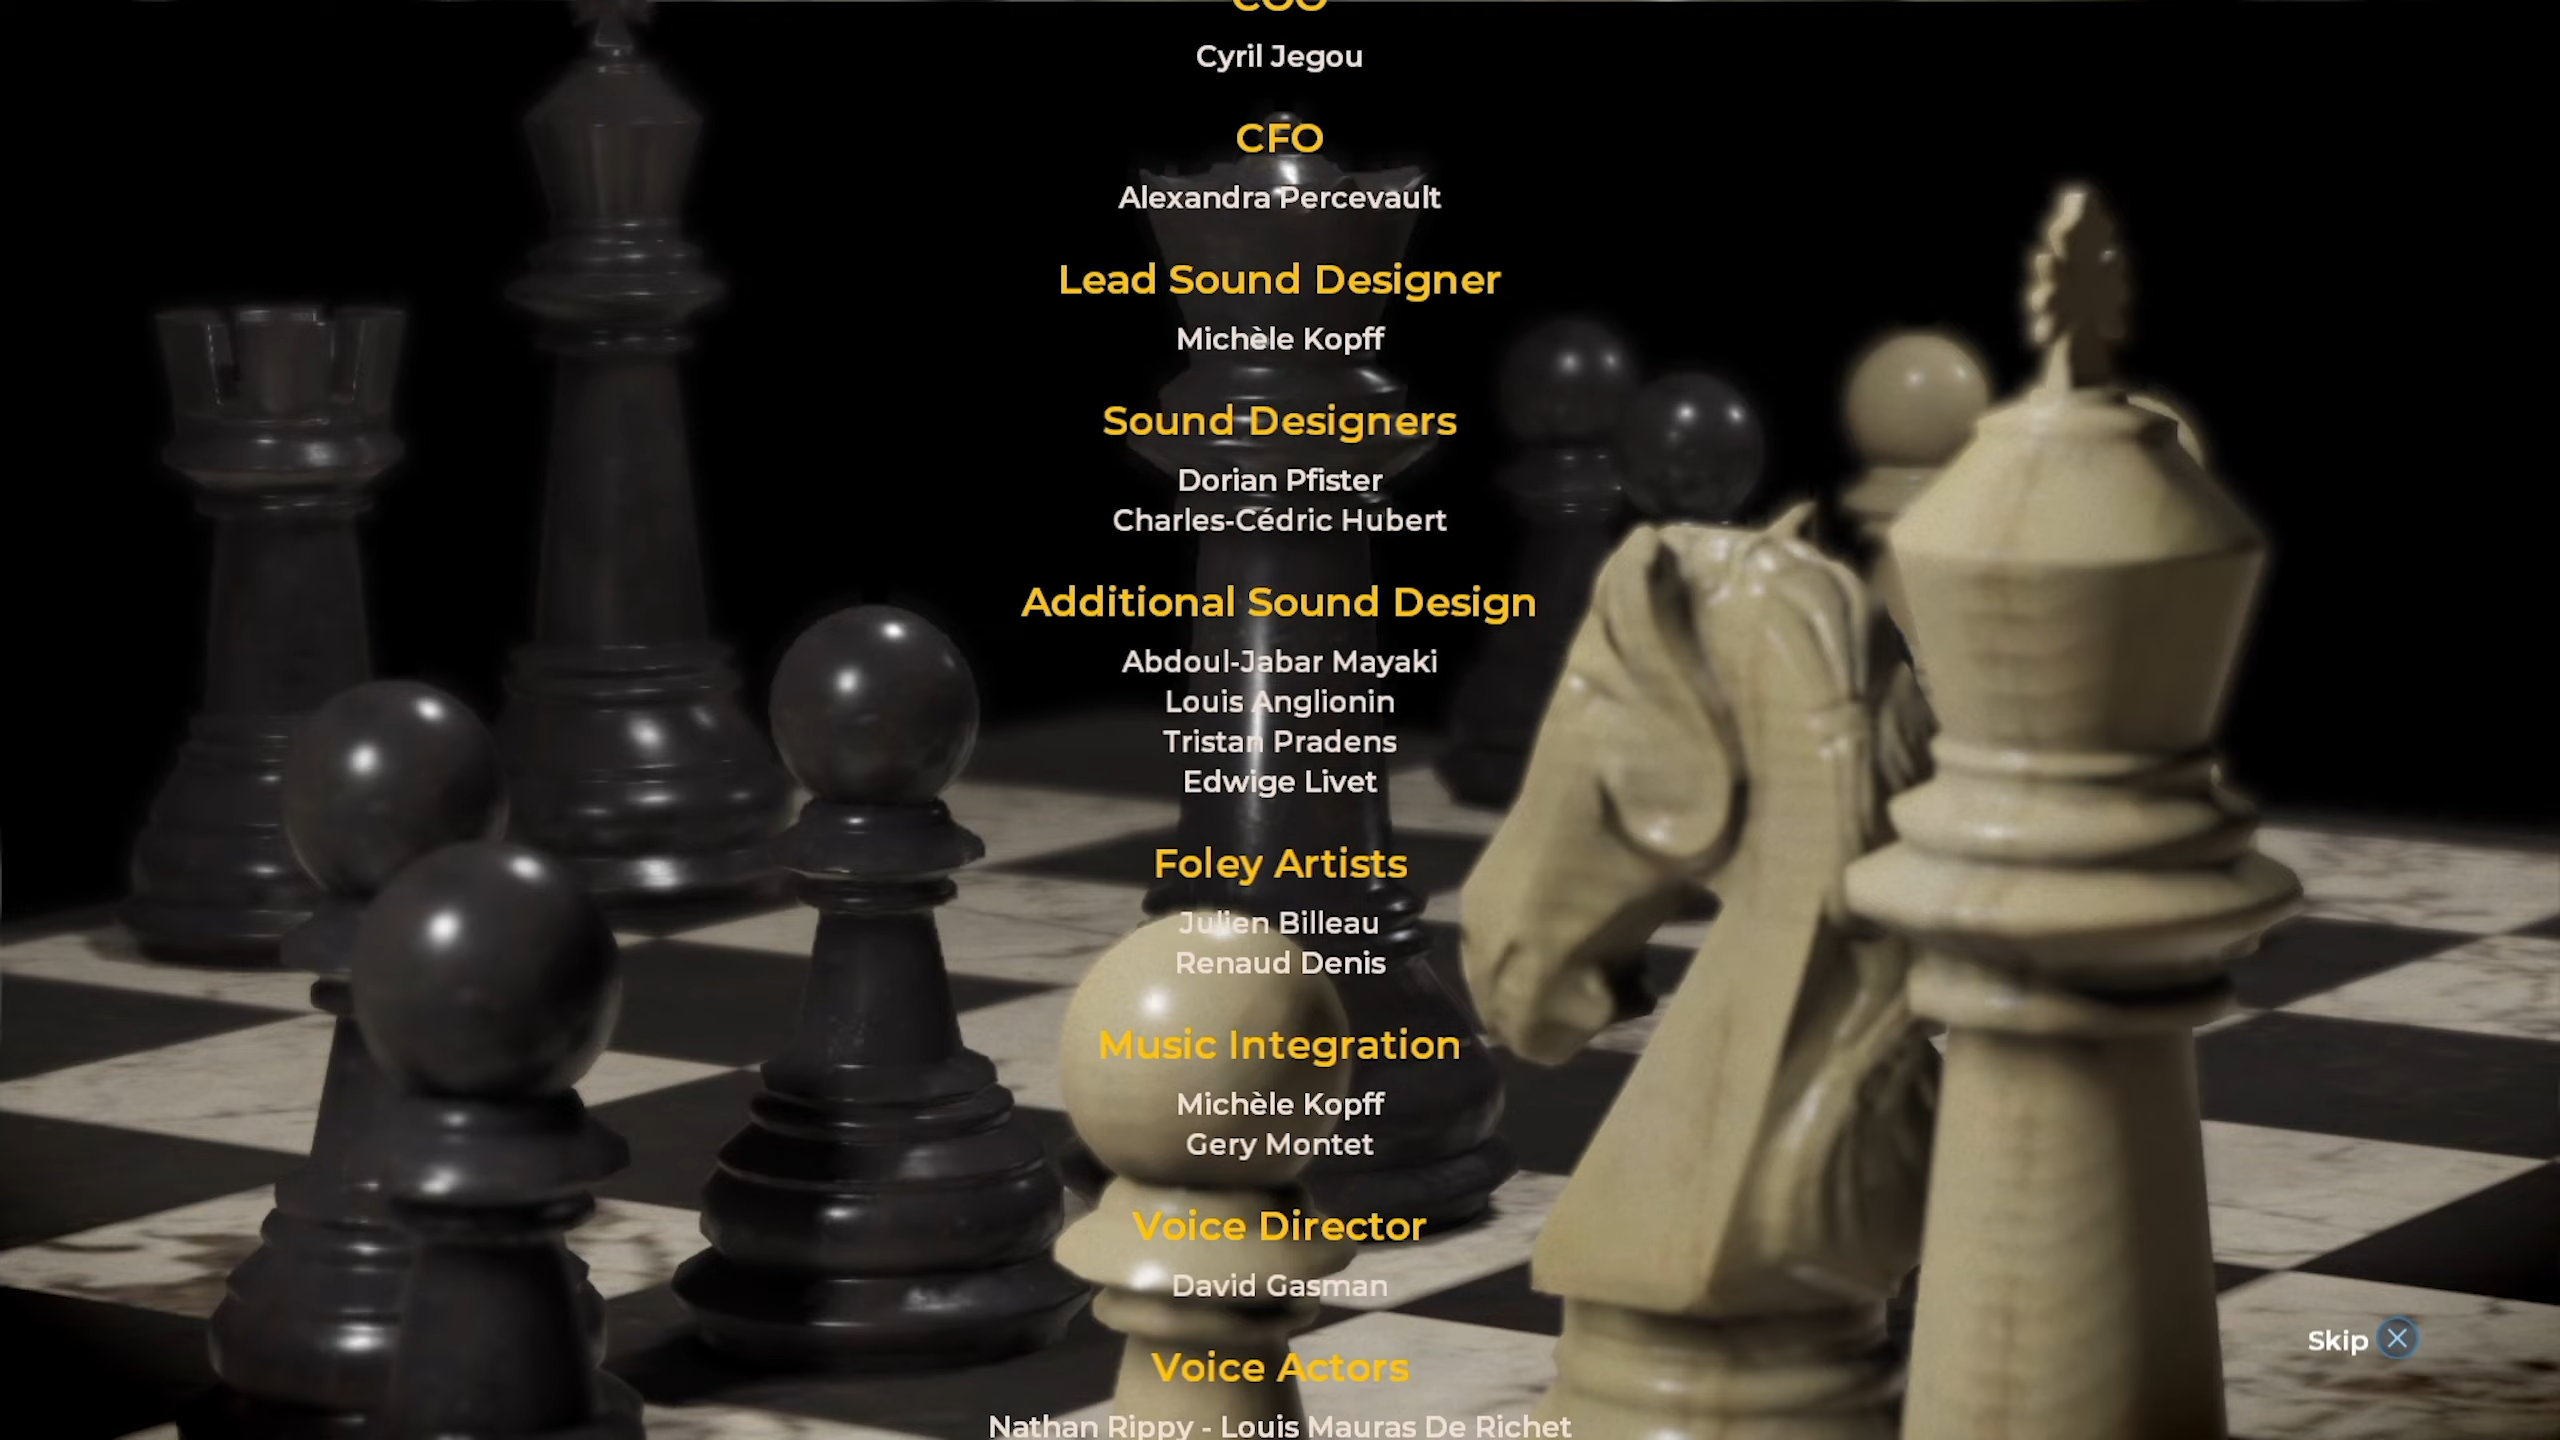 COO
Cyril Jegou
CFO
Alexandra Percevault
Lead Sound Designer
Michèle Kopff
Sound Designers
Dorian Pfister
Charles-Cédric Hubert
Additional Sound Design
Abdoul-Jabar Mayaki
Louis Anglionin
Tristan Pradens
Edwige Livet
Foley Artists
Julien Billeau
Renaud Denis
Music Integration
Michèle Kopff
Gery Montet
Voice Director
David Gasman
Skip
Voice Actors
Nathan Rippy - Louis Mauras De Richet